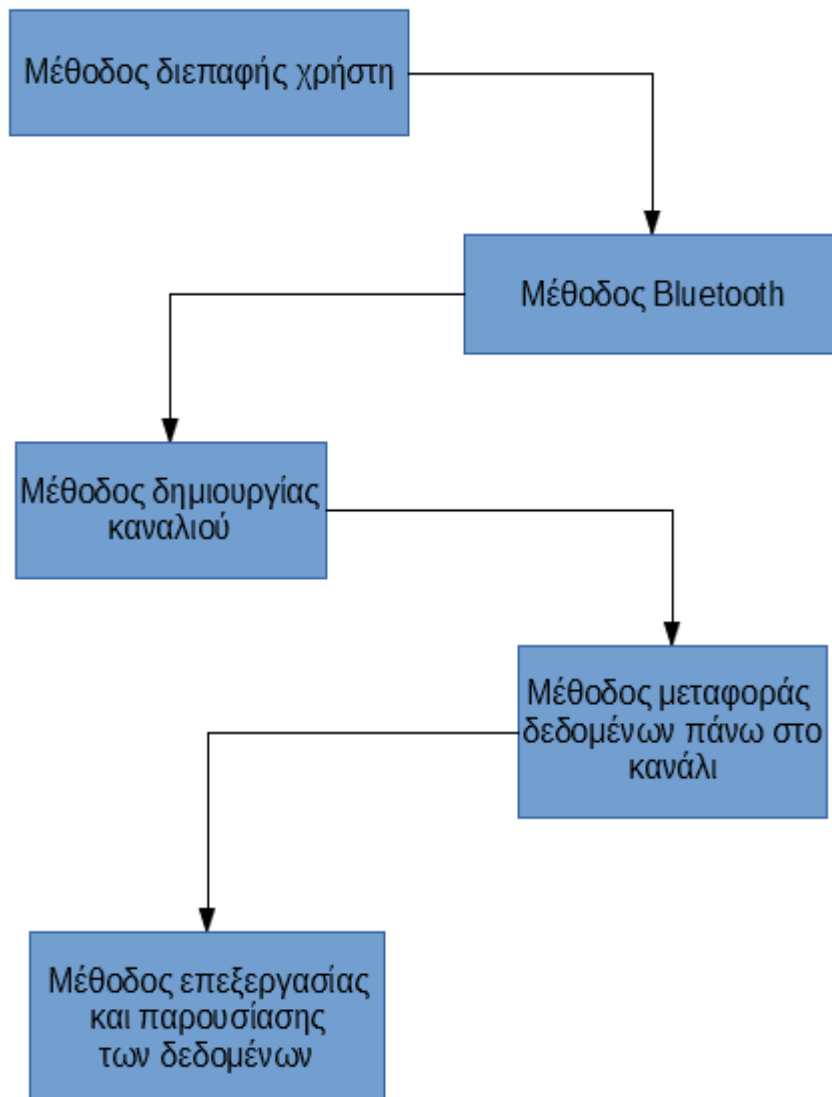 Μέθοδος διεπαφής χρήστη
Μέθοδος Bluetooth
Μέθοδος δημιουργίας
καναλιού
Μέθοδος μεταφοράς
δεδομένων πάνω στο
κανάλι
Μέθοδος επεξεργασίας
και παρουσίασης
των δεδομένων